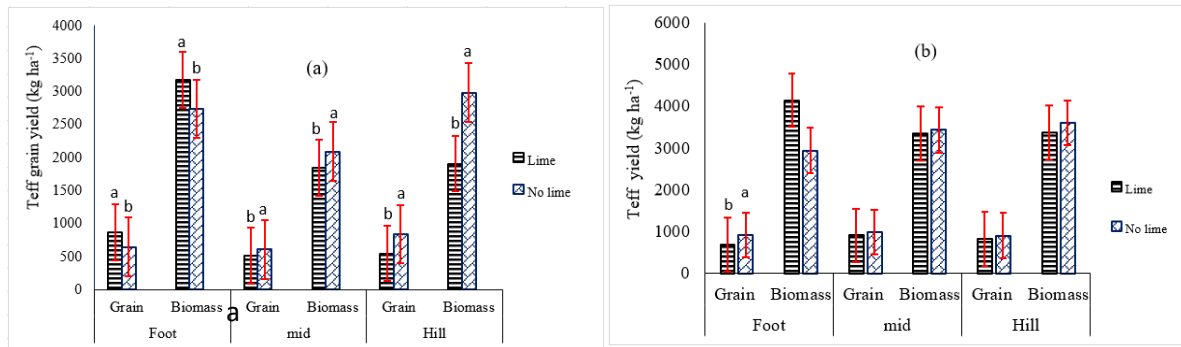 4000
3500
3000
2500
2000
1500
1000
500
0
Teff grain yield (kg ha⁻¹)
(a)
a
b
a
b
b
a
b
a
b
a
b
a
Lime
No lime
Grain Biomass Grain Biomass Grain Biomass
a
Foot mid Hill
6000
5000
4000
3000
2000
1000
0
Teff yield (kg ha⁻¹)
(b)
b a
Lime
No lime
Grain Biomass Grain Biomass Grain Biomass
Foot mid Hill